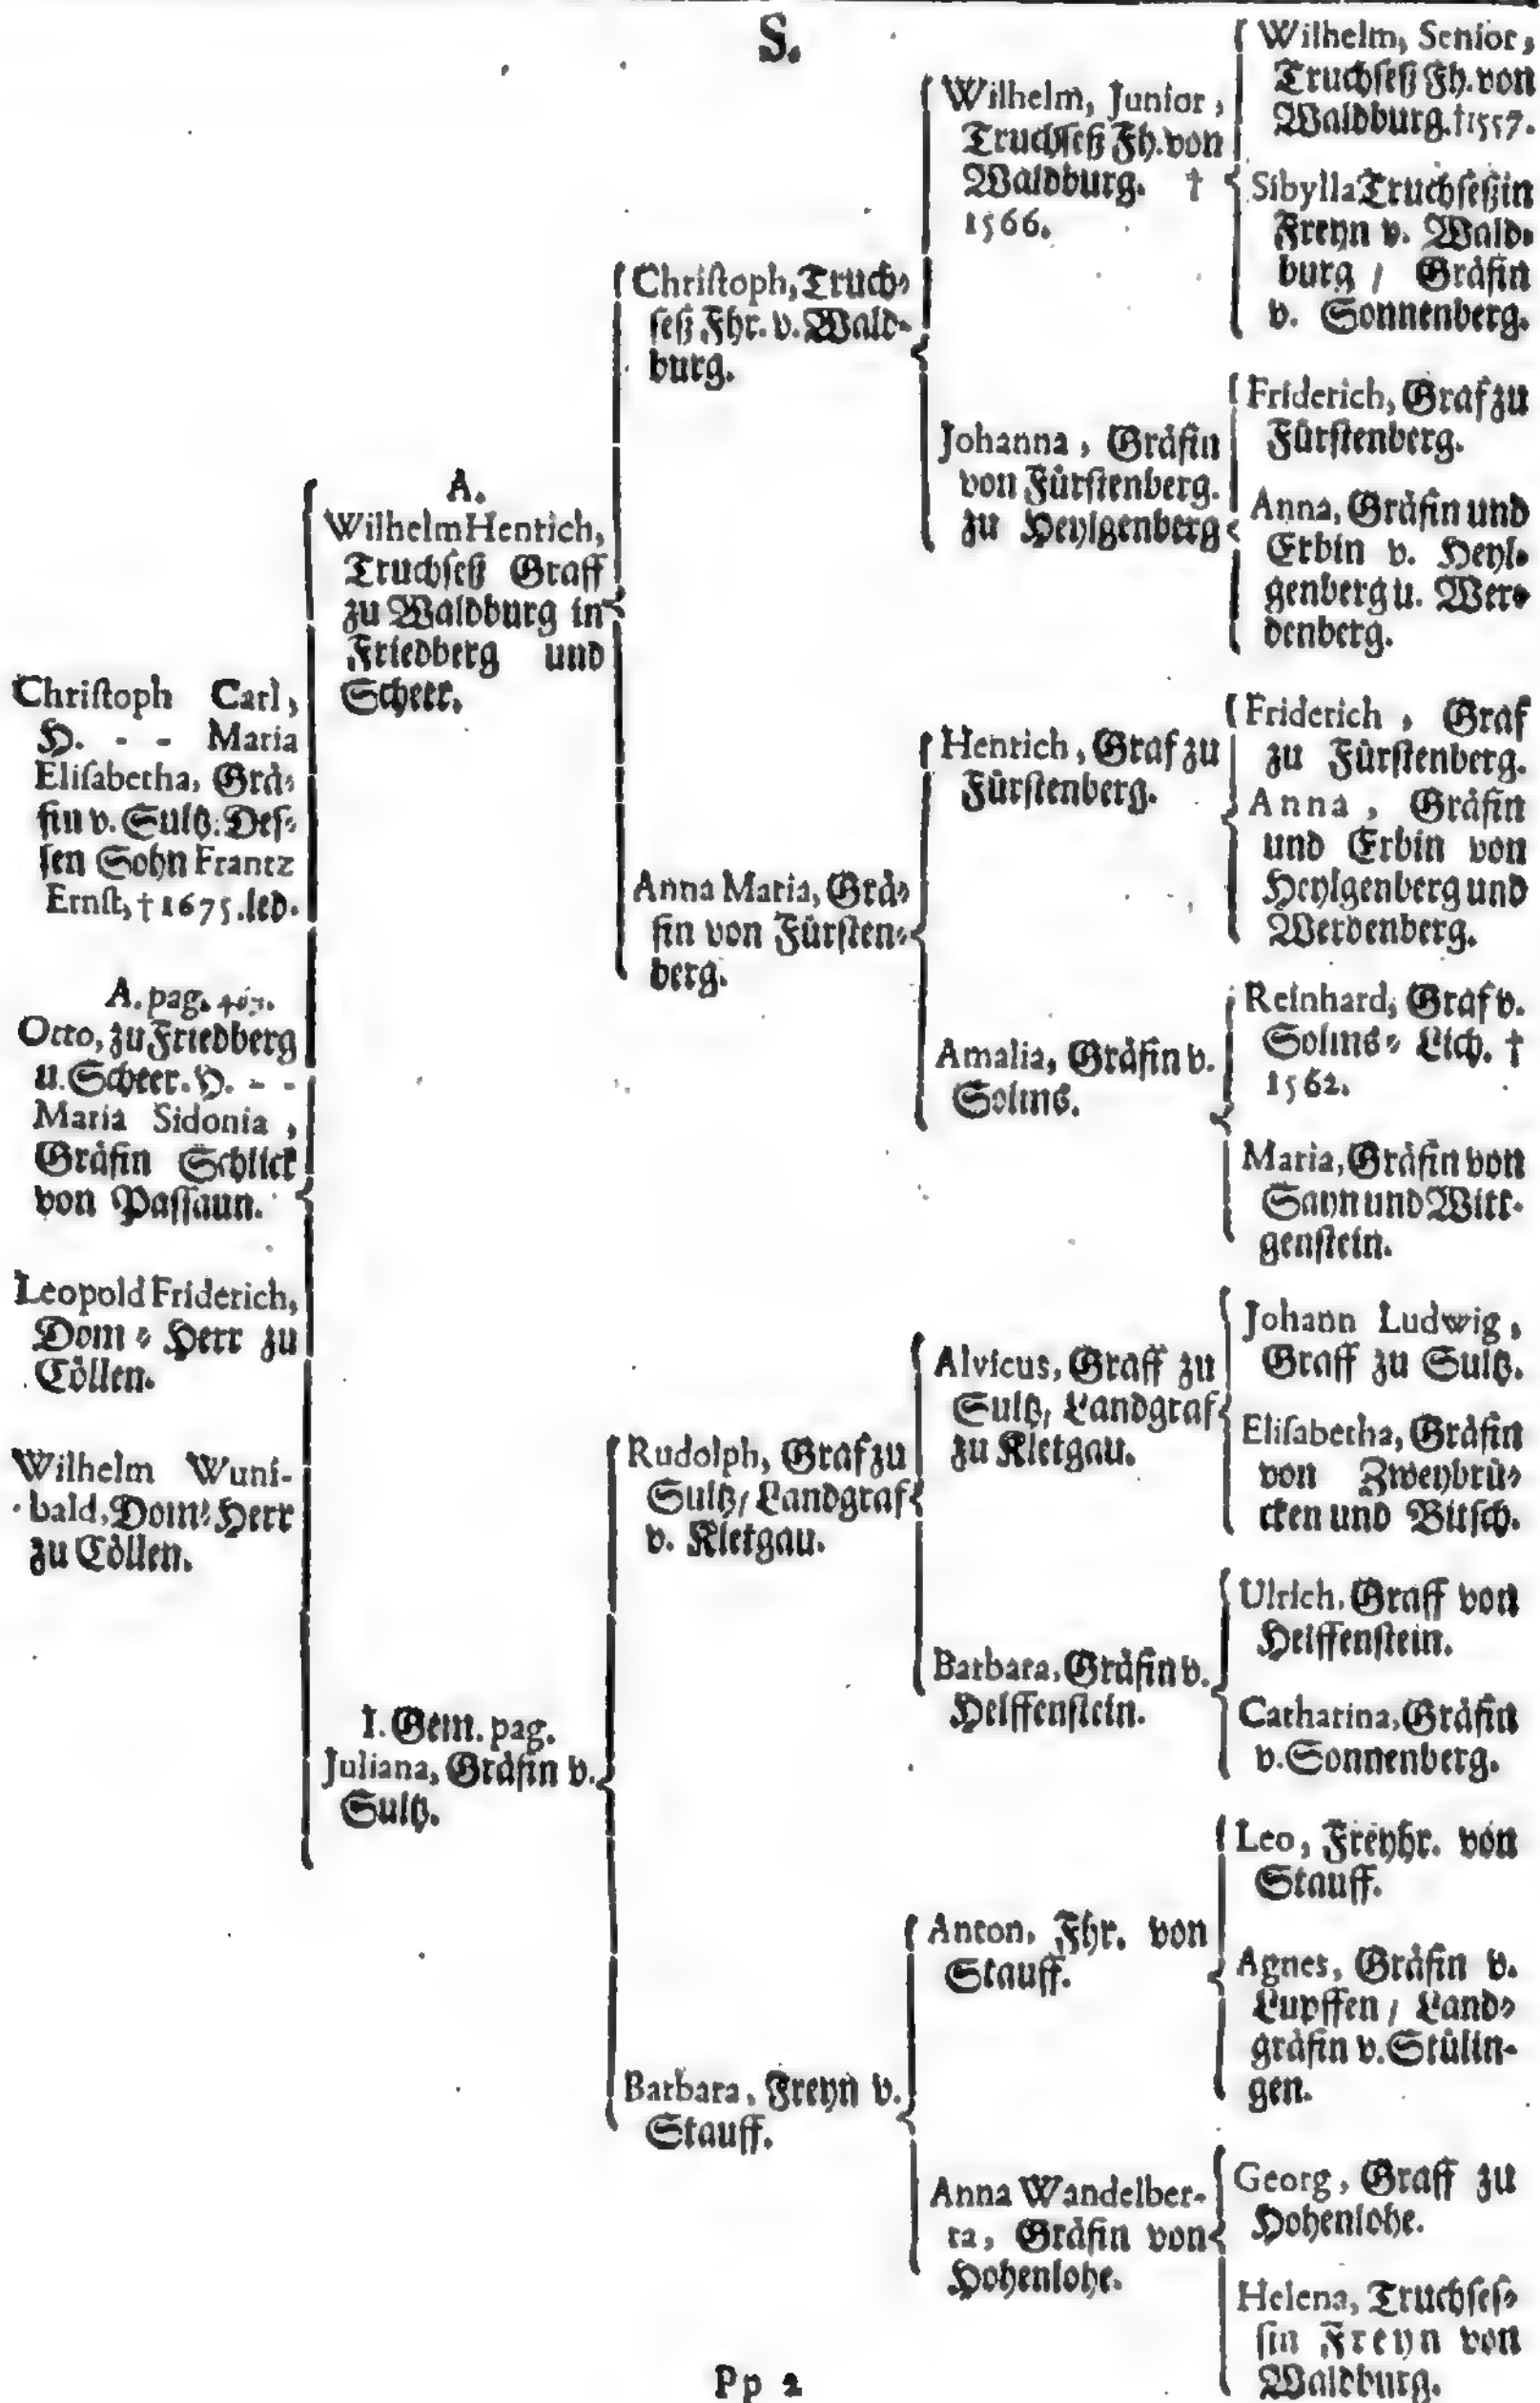 S.
Christoph Carl,
H. - - Maria
Elisabetha, Grä-
fin v. Sultz. Des-
sen Sohn Frantz
Ernst, † 1675. led.
A. pag.
Otto, zu Friedberg
u. Scheer. H. - -
Maria Sidonia,
Gräfin Schlick
von Passaun.
Leopold Friderich,
Dom-Herr zu
Cöllen.
Wilhelm Wuni-
bald, Dom-Herr
zu Cöllen.
A.
Wilhelm Henrich,
Truchseß Graff
zu Waldburg in
Friedberg und
Scheer.
I. Gem. pag.
Juliana, Gräfin v.
Sultz.
Christoph, Truch-
seß Fhr. v. Wald-
burg.
Anna Maria, Grä-
fin von Fürsten-
berg.
Rudolph, Graf zu
Sultz/ Landgraf
v. Kletgau.
Barbara, Freyn v.
Stauff.
Wilhelm, Junior,
Truchseß Fh. von
Waldburg. †
1566.
Johanna, Gräfin
von Fürstenberg.
zu Heylgenberg
Henrich, Graf zu
Fürstenberg.
Amalia, Gräfin v.
Solms.
Alvicus, Graff zu
Sultz, Landgraf
zu Kletgau.
Barbara, Gräfin v.
Helffenstein.
Anton, Fhr. von
Stauff.
Anna Wandelber-
ta, Gräfin von
Hohenlohe.
Wilhelm, Senior,
Truchseß Fh. von
Waldburg. † 1557.
Sibylla Truchseßin
Freyn v. Wald-
burg / Gräfin
v. Sonnenberg.
Friderich, Graf zu
Fürstenberg.
Anna, Gräfin und
Erbin v. Heyl-
genberg u. Wer-
denberg.
Friderich, Graf
zu Fürstenberg.
Anna, Gräfin
und Erbin von
Heylgenberg und
Werdenberg.
Reinhard, Graf v.
Solms-Lich. †
1562.
Maria, Gräfin von
Sayn und Witt-
genstein.
Johann Ludwig,
Graff zu Sultz.
Elisabetha, Gräfin
von Zweybrü-
cken und Bitsch.
Ulrich, Graff von
Helffenstein.
Catharina, Gräfin
v. Sonnenberg.
Leo, Freyhr. von
Stauff.
Agnes, Gräfin v.
Lupffen / Land-
gräfin v. Stülin-
gen.
Georg, Graff zu
Hohenlohe.
Helena, Truchses-
sin Freyn von
Waldburg.
Pp 2